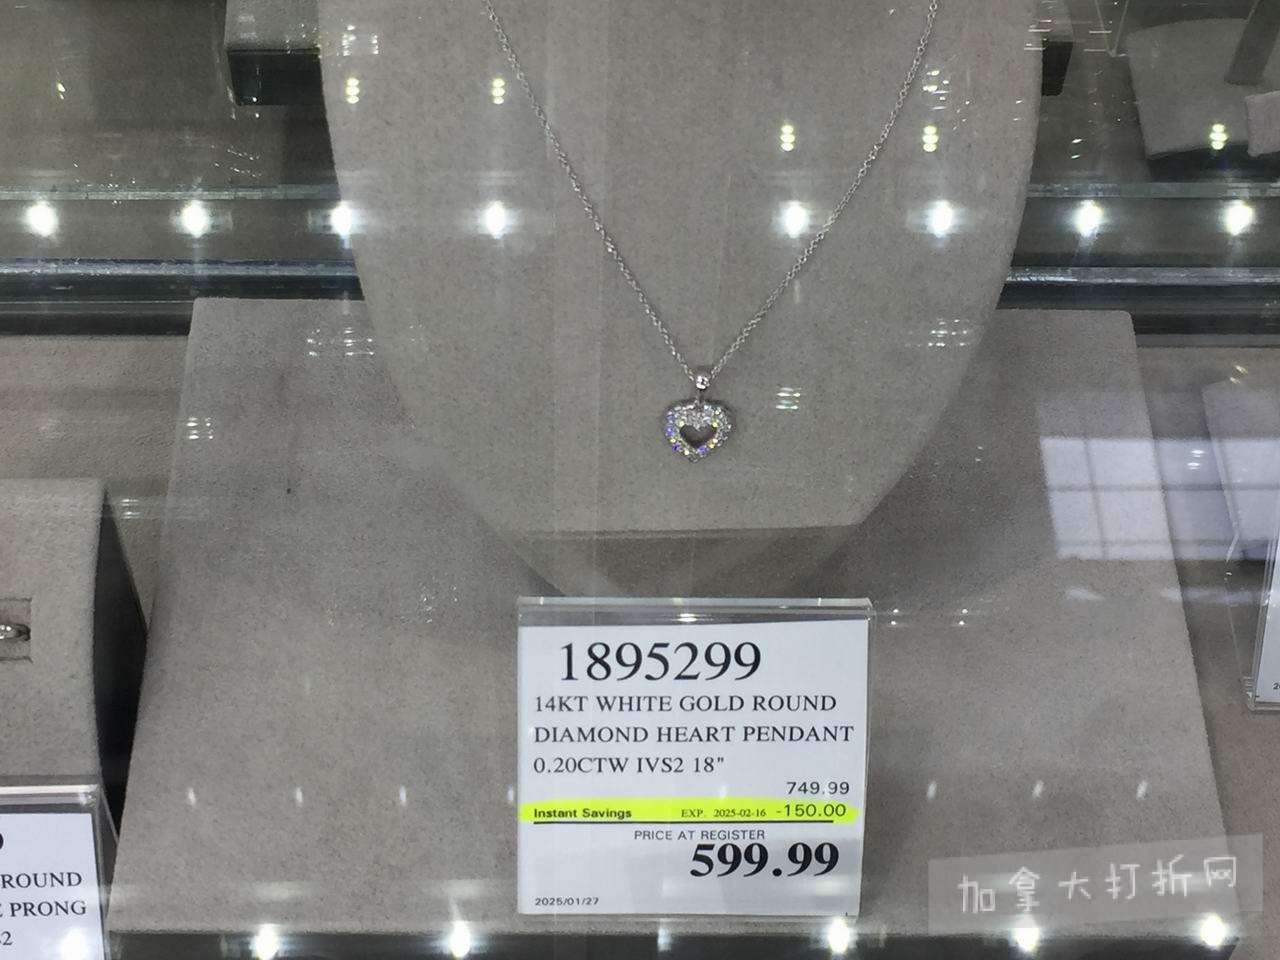 1895299
14KT WHITE GOLD ROUND
DIAMOND HEART PENDANT
0.20CTW IVS2 18"
749.99
Instant Savings EXP. 2025-02-16 -150.00
PRICE AT REGISTER
599.99
2025/01/27
ROUND
PRONG
加拿大打折网